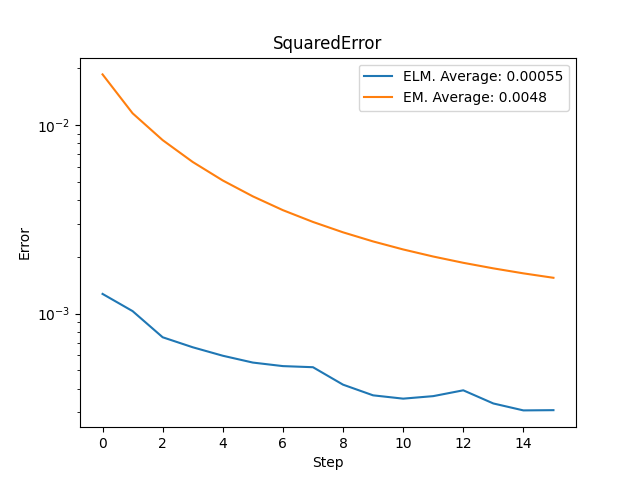 SquaredError
ELM. Average: 0.00055
EM. Average: 0.0048
10⁻²
10⁻³
Error
0 2 4 6 8 10 12 14
Step